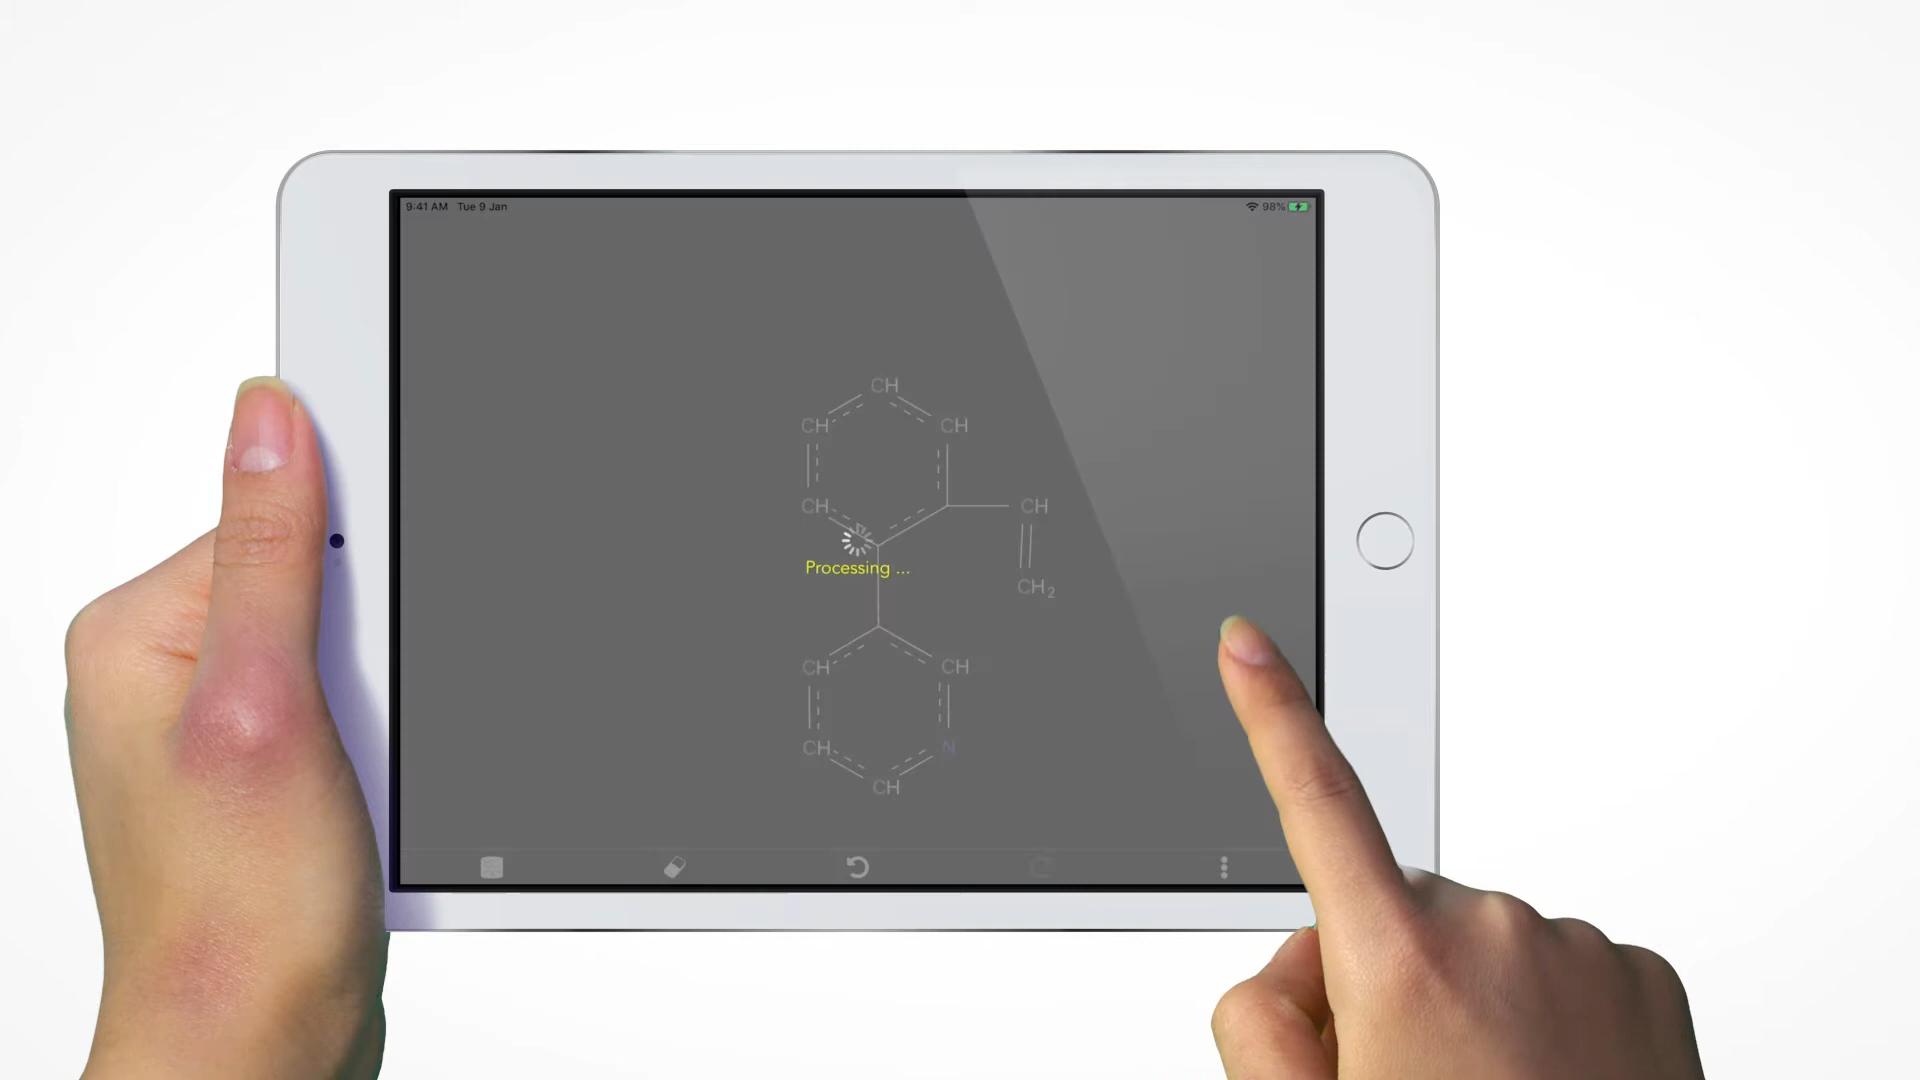 9:41 AM Tue 9 Jan
98%
CH
CH
CH
CH
CH
CH₂
Processing ...
CH
CH
CH
N
CH